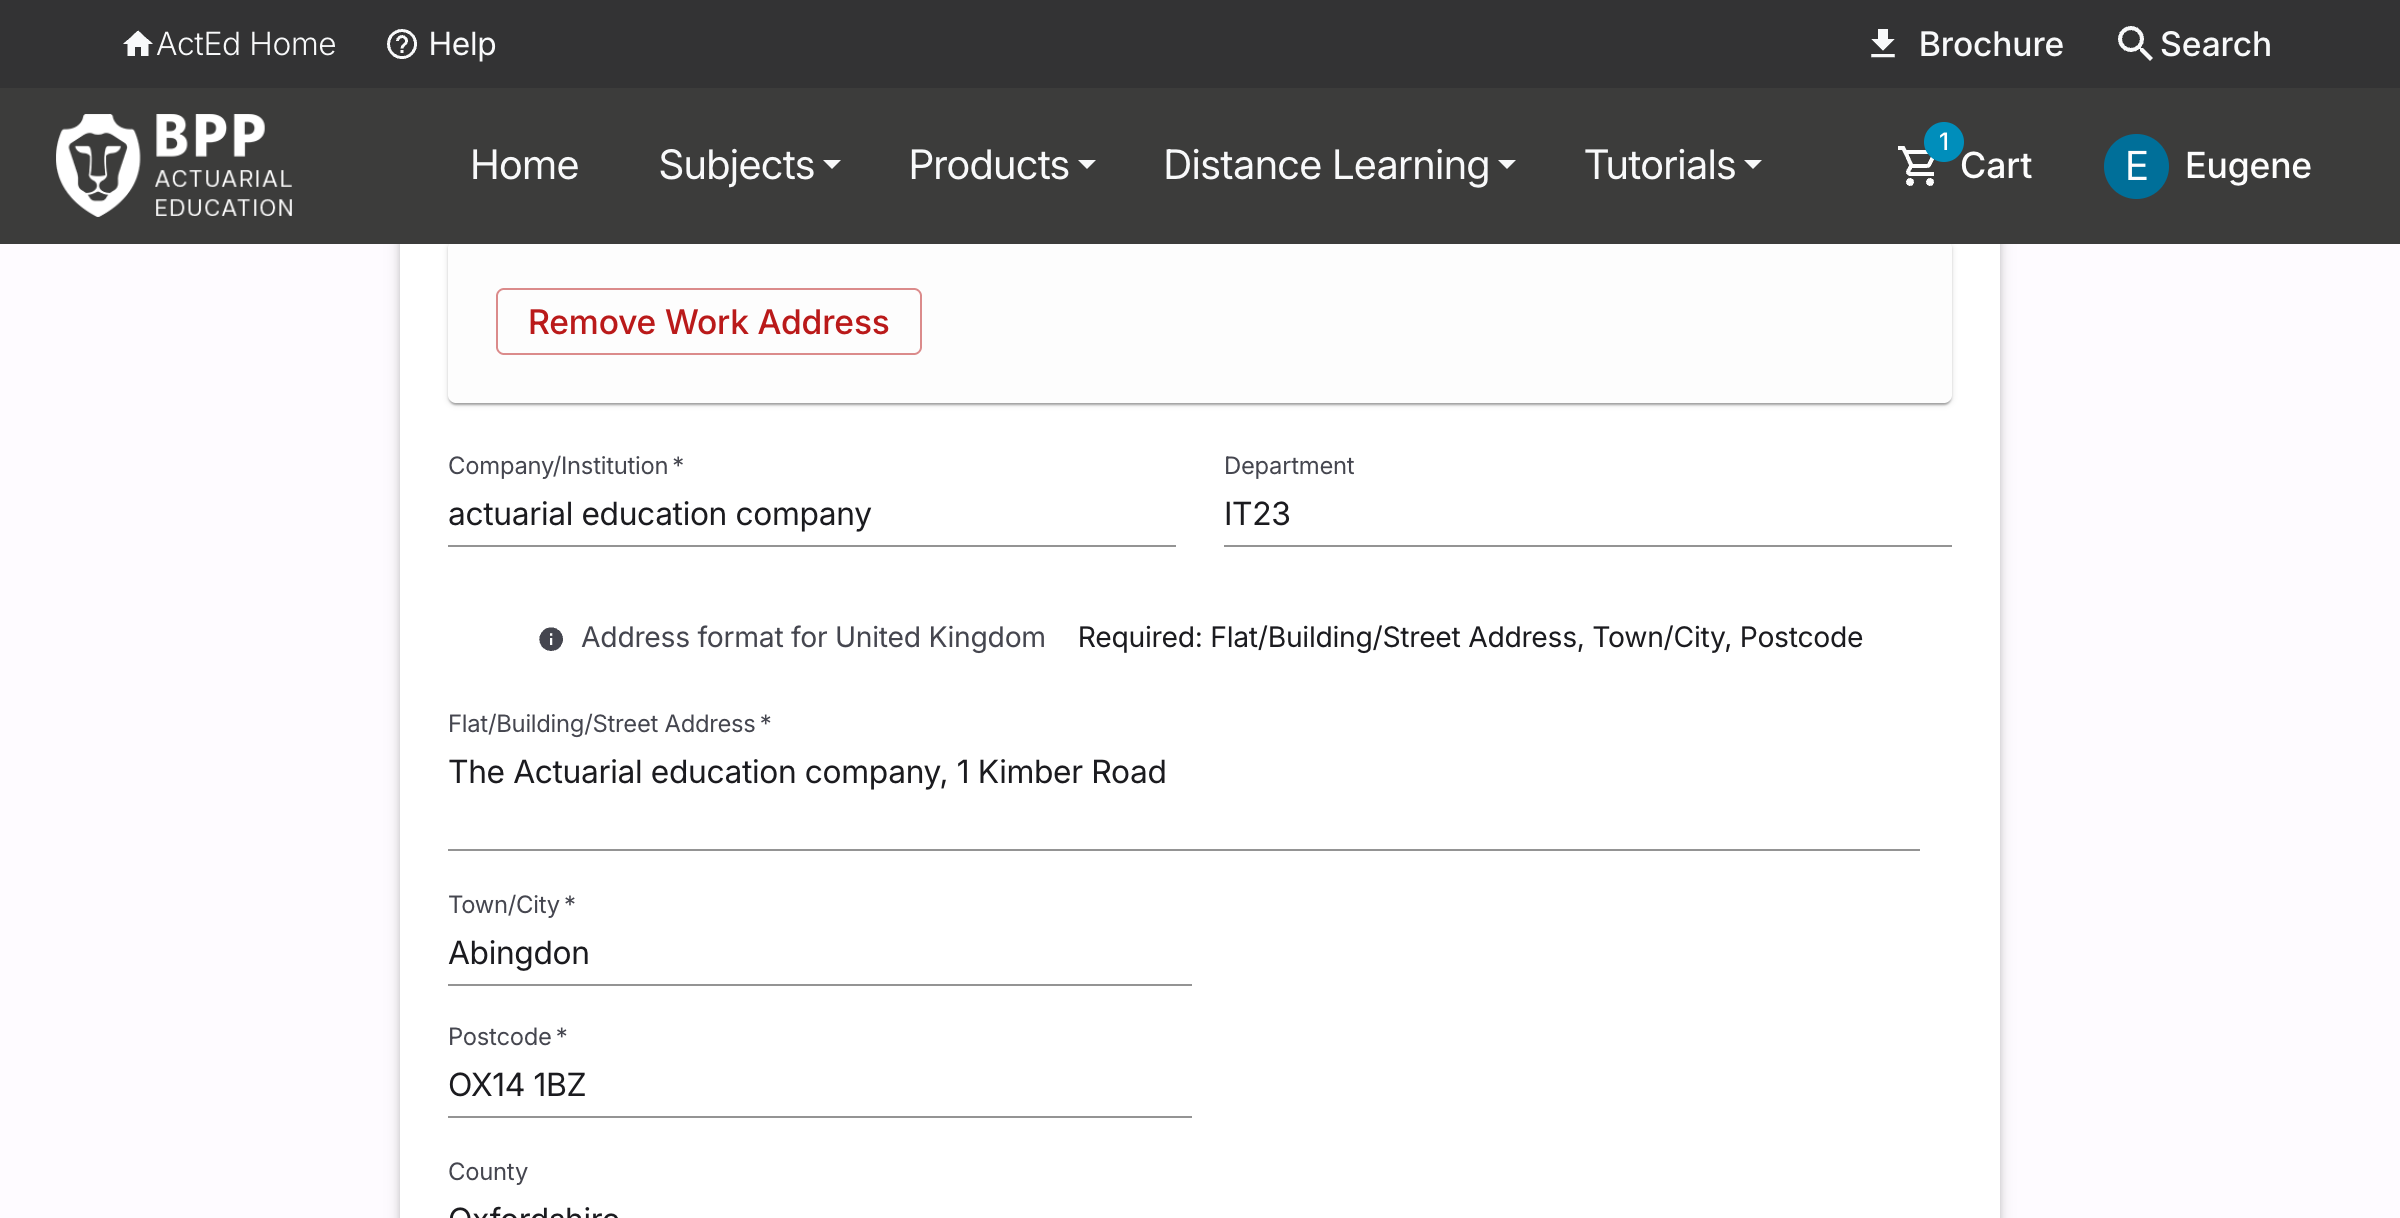 ActEd Home Help Brochure Search
BPP
ACTUARIAL
EDUCATION
Home Subjects Products Distance Learning Tutorials 1 Cart E Eugene
Remove Work Address
Company/Institution * Department
actuarial education company IT23
Address format for United Kingdom Required: Flat/Building/Street Address, Town/City, Postcode
Flat/Building/Street Address *
The Actuarial education company, 1 Kimber Road
Town/City *
Abingdon
Postcode *
OX14 1BZ
County
Oxfordshire